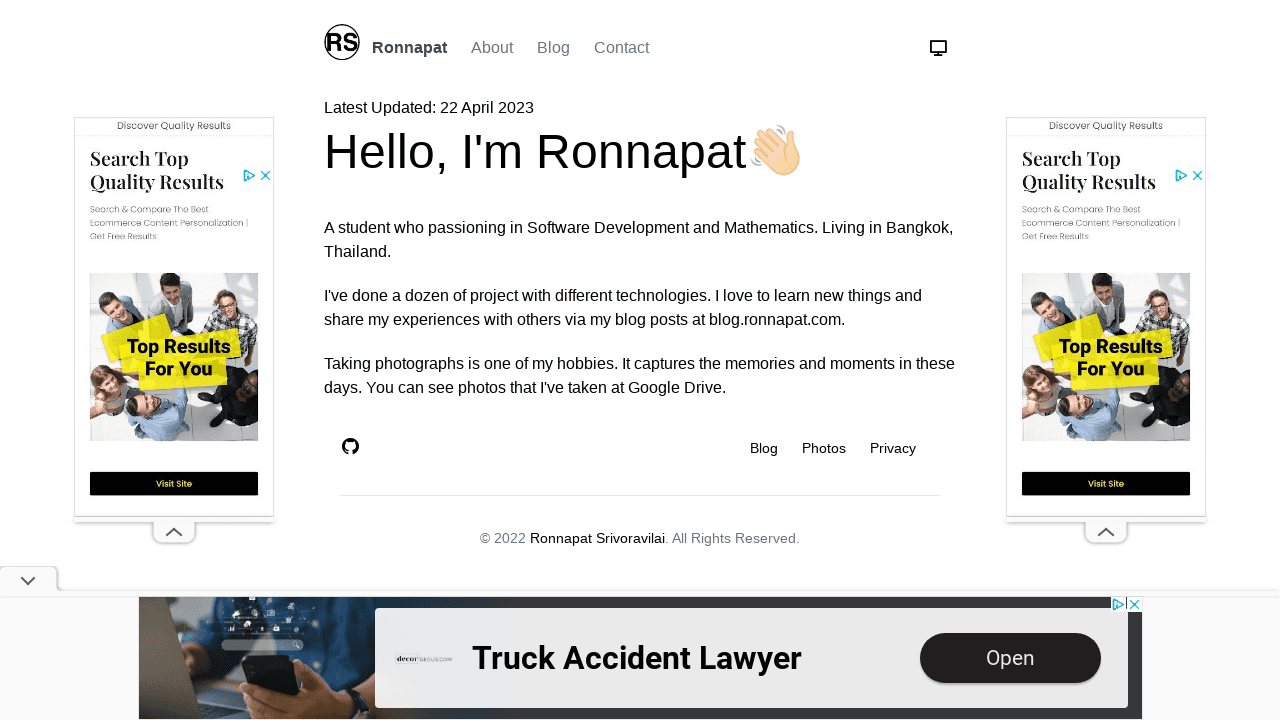 RS Ronnapat About Blog Contact
Latest Updated: 22 April 2023
Hello, I'm Ronnapat👋🏼
A student who passioning in Software Development and Mathematics. Living in Bangkok,
Thailand.
I've done a dozen of project with different technologies. I love to learn new things and
share my experiences with others via my blog posts at blog.ronnapat.com.
Taking photographs is one of my hobbies. It captures the memories and moments in these
days. You can see photos that I've taken at Google Drive.
Blog Photos Privacy
© 2022 Ronnapat Srivoravilai. All Rights Reserved.
Discover Quality Results
Search Top
Quality Results
Search & Compare The Best
Ecommerce Content Personalization |
Get Free Results
Top Results
For You
Visit Site
Discover Quality Results
Search Top
Quality Results
Search & Compare The Best
Ecommerce Content Personalization |
Get Free Results
Top Results
For You
Visit Site
Truck Accident Lawyer
Open